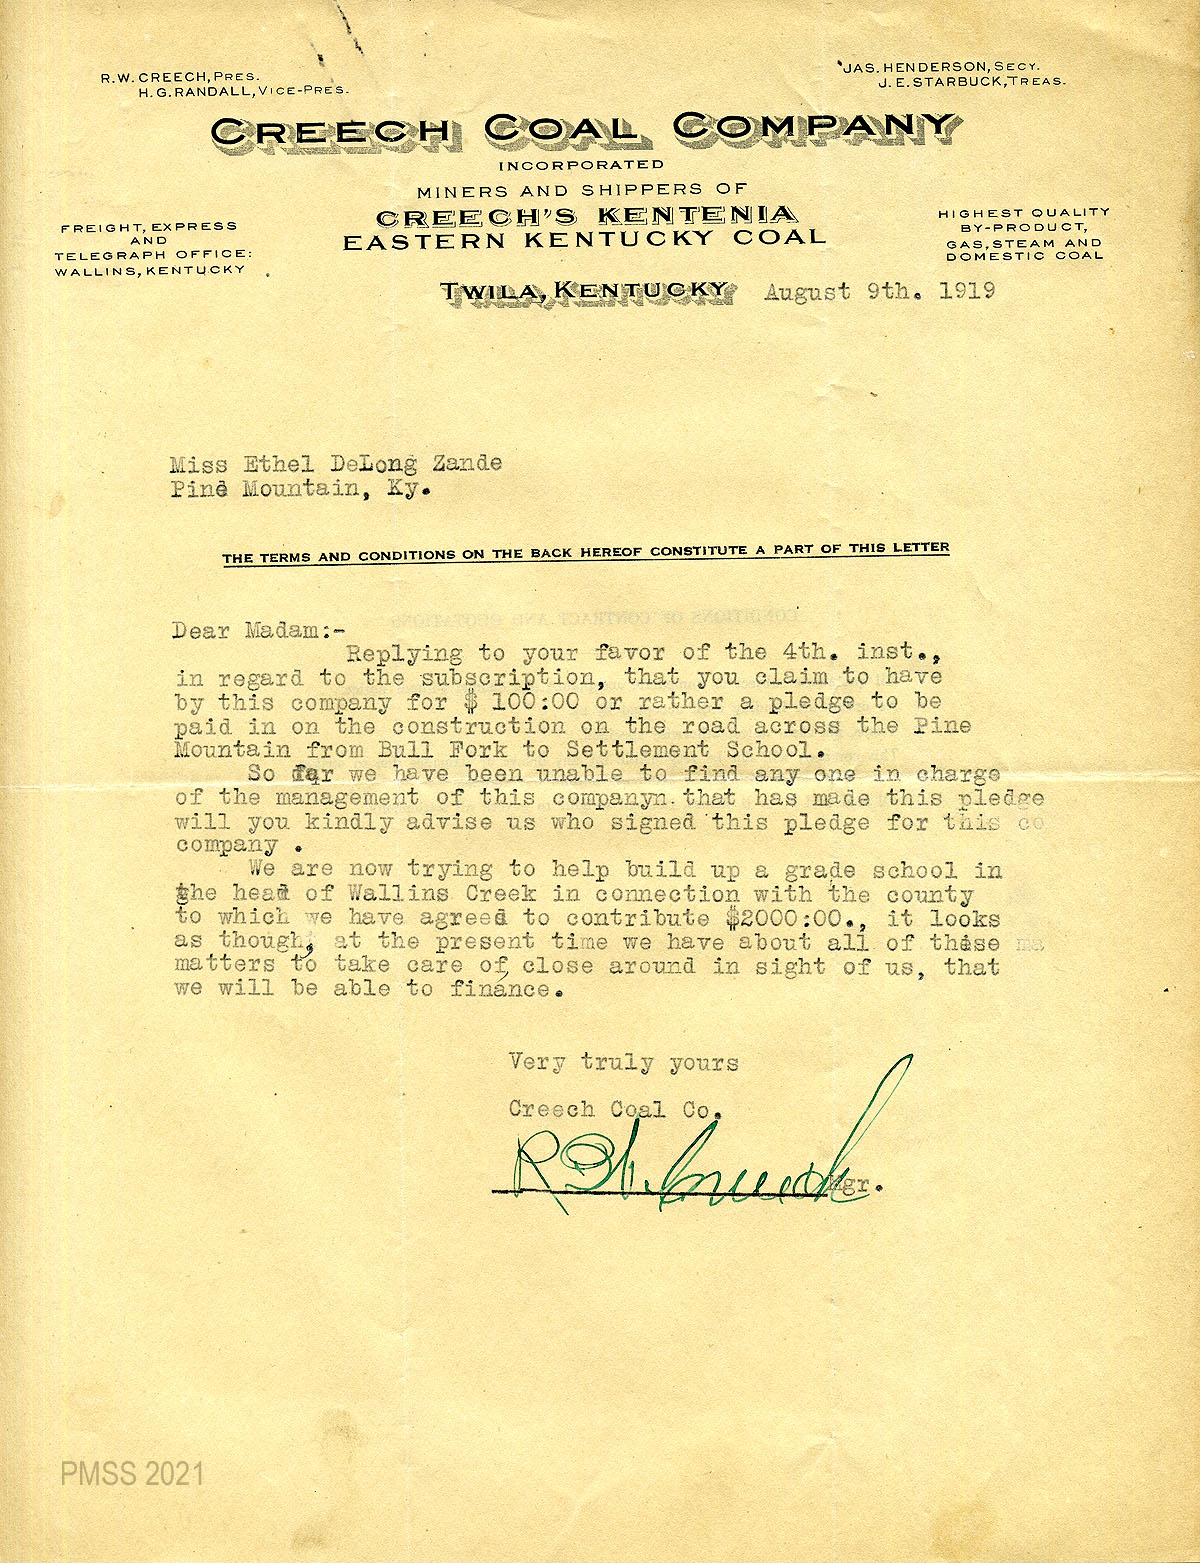 R.W. CREECH, PRES.
H.G. RANDALL, VICE-PRES.
JAS. HENDERSON, SECY.
J.E. STARBUCK, TREAS.
CREECH COAL COMPANY
INCORPORATED
MINERS AND SHIPPERS OF
CREECH'S KENTENIA
EASTERN KENTUCKY COAL
FREIGHT, EXPRESS
AND
TELEGRAPH OFFICE:
WALLINS, KENTUCKY
HIGHEST QUALITY
BY-PRODUCT,
GAS, STEAM AND
DOMESTIC COAL
TWILA, KENTUCKY August 9th. 1919
Miss Ethel DeLong Zande
Pine Mountain, Ky.
THE TERMS AND CONDITIONS ON THE BACK HEREOF CONSTITUTE A PART OF THIS LETTER
CONDITIONS OF CONTRACT AND QUOTATIONS
Dear Madam:-
Replying to your favor of the 4th. inst.,
in regard to the subscription, that you claim to have
by this company for $ 100:00 or rather a pledge to be
paid in on the construction on the road across the Pine
Mountain from Bull Fork to Settlement School.
So far we have been unable to find any one in charge
of the management of this companyn. that has made this pledge
will you kindly advise us who signed this pledge for this co
company .
We are now trying to help build up a grade school in
the head of Wallins Creek in connection with the county
to which we have agreed to contribute $2000:00., it looks
as though, at the present time we have about all of these ma
matters to take care of close around in sight of us, that
we will be able to finance.
Very truly yours
Creech Coal Co.
R. W. Creech Mgr.
PMSS 2021